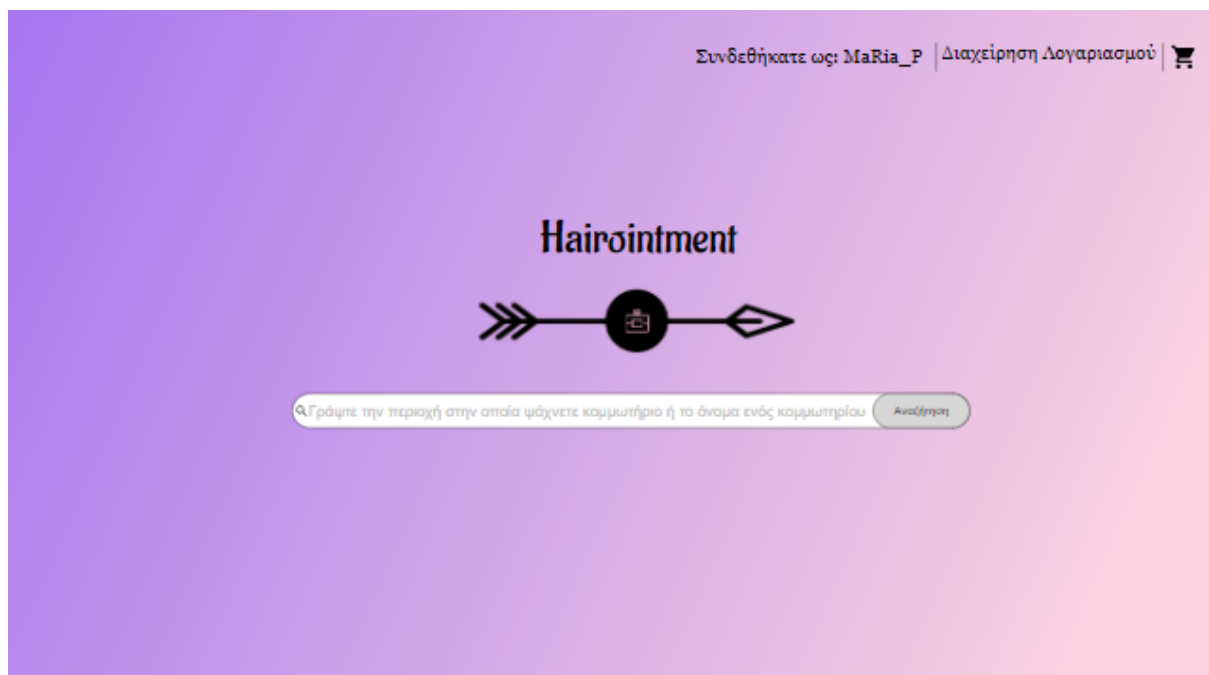 Συνδεθήκατε ως: MaRia_P Διαχείρηση Λογαριασμού
Hairointment
Γράψτε την περιοχή στην οποία ψάχνετε κομμωτήριο ή το όνομα ενός κομμωτηρίου Αναζήτηση